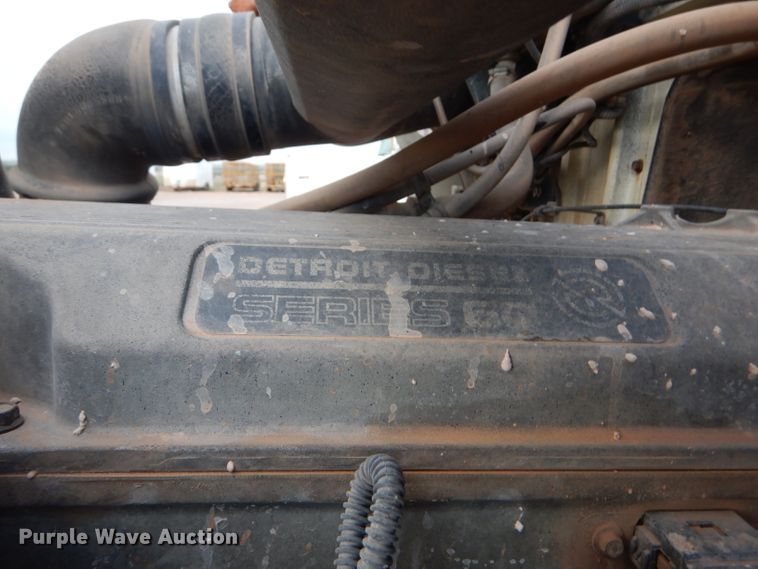 DETROIT DIESEL
SERIES 60
Purple Wave Auction